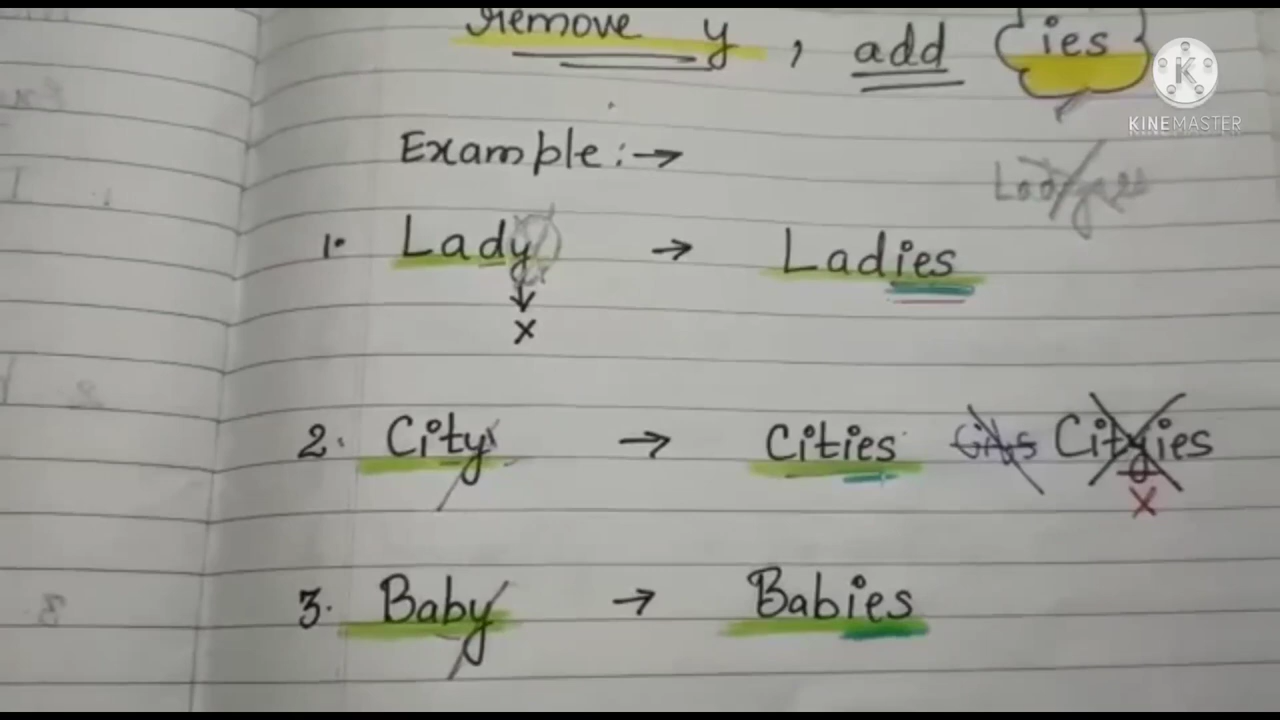 remove y, add ies
KINEMASTER
Example:→
1. Lady → Ladies
x
2. City → Cities Citys Cityies
x
3. Baby → Babies